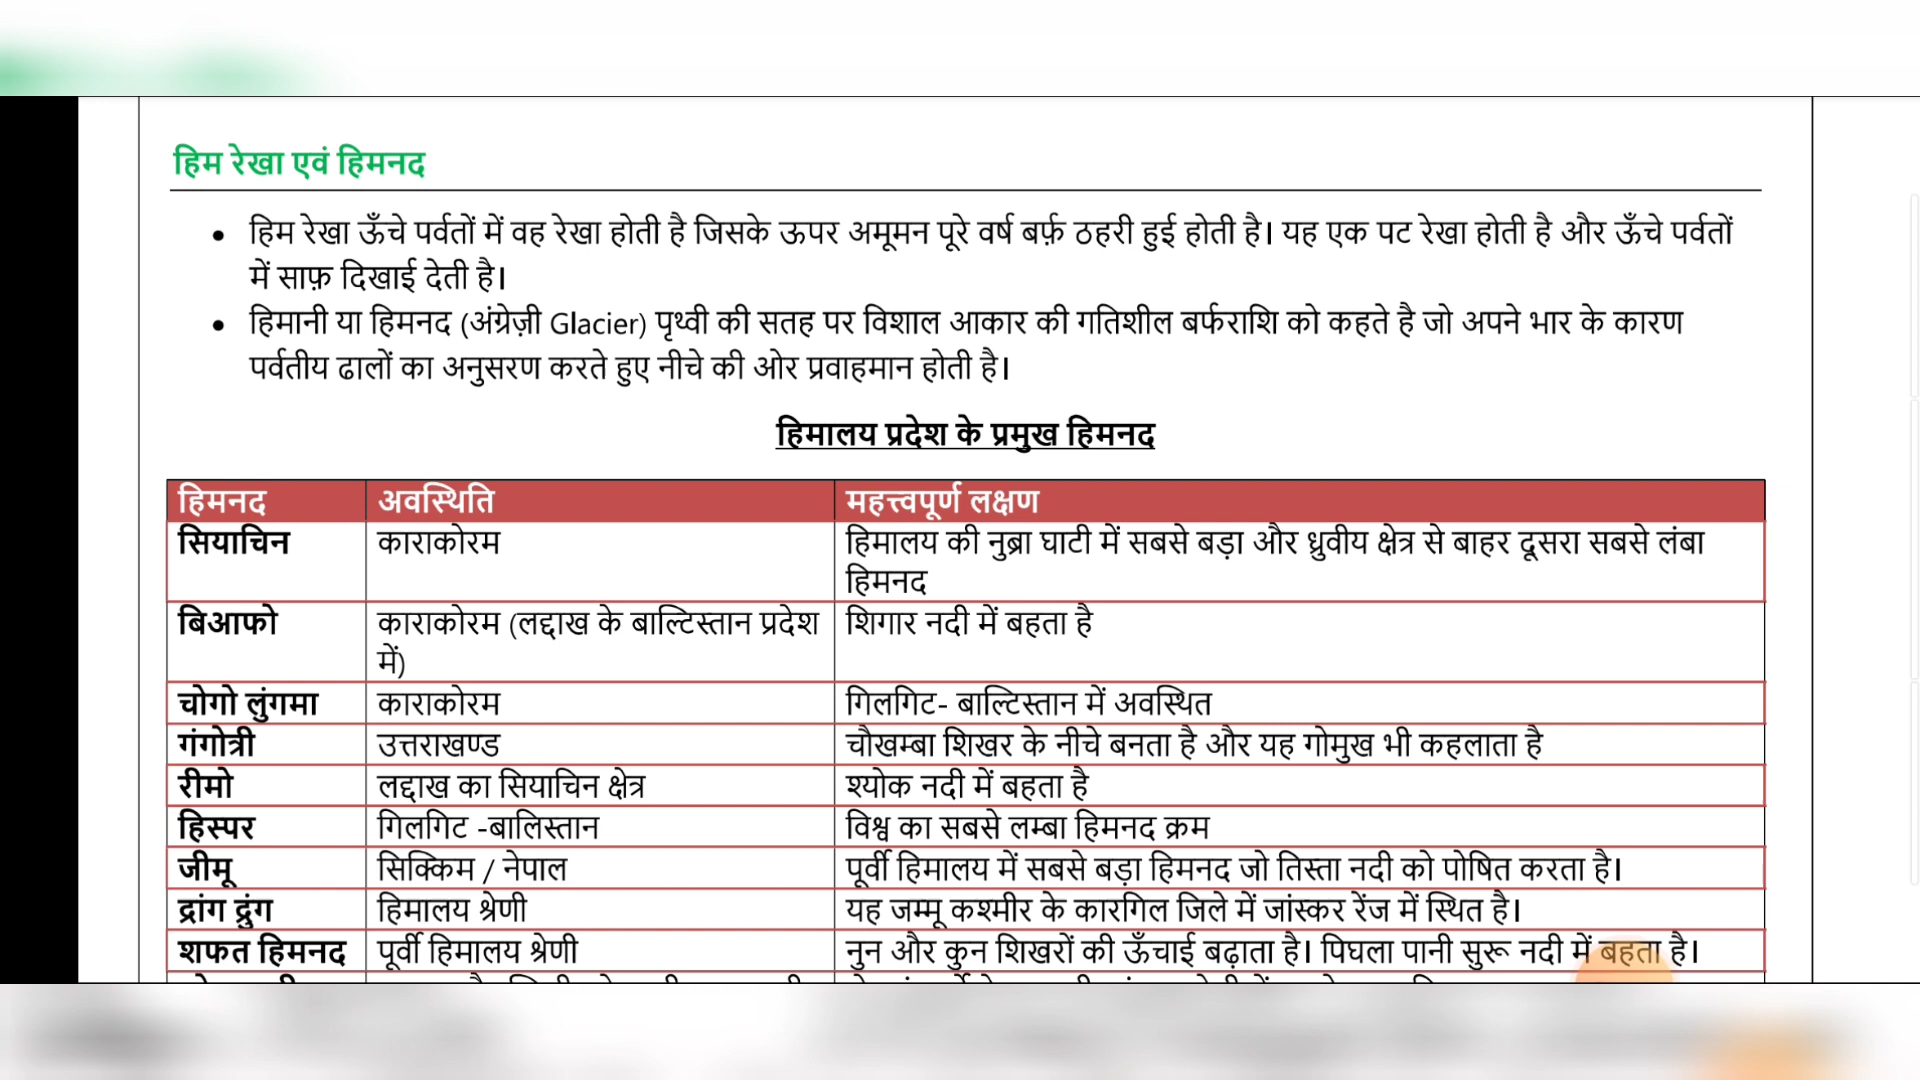 हिम रेखा एवं हिमनद
• हिम रेखा ऊँचे पर्वतों में वह रेखा होती है जिसके ऊपर अमूमन पूरे वर्ष बर्फ़ ठहरी हुई होती है। यह एक पट रेखा होती है और ऊँचे पर्वतों
में साफ़ दिखाई देती है।
• हिमानी या हिमनद (अंग्रेज़ी Glacier) पृथ्वी की सतह पर विशाल आकार की गतिशील बर्फराशि को कहते है जो अपने भार के कारण
पर्वतीय ढालों का अनुसरण करते हुए नीचे की ओर प्रवाहमान होती है।
हिमालय प्रदेश के प्रमुख हिमनद
हिमनद अवस्थिति महत्त्वपूर्ण लक्षण
सियाचिन काराकोरम हिमालय की नुब्रा घाटी में सबसे बड़ा और ध्रुवीय क्षेत्र से बाहर दूसरा सबसे लंबा
हिमनद
बिआफो काराकोरम (लद्दाख के बाल्टिस्तान प्रदेश शिगार नदी में बहता है
में)
चोगो लुंगमा काराकोरम गिलगिट- बाल्टिस्तान में अवस्थित
गंगोत्री उत्तराखण्ड चौखम्बा शिखर के नीचे बनता है और यह गोमुख भी कहलाता है
रीमो लद्दाख का सियाचिन क्षेत्र श्योक नदी में बहता है
हिस्पर गिलगिट -बालिस्तान विश्व का सबसे लम्बा हिमनद क्रम
जीमू सिक्किम / नेपाल पूर्वी हिमालय में सबसे बड़ा हिमनद जो तिस्ता नदी को पोषित करता है।
द्रांग द्रुंग हिमालय श्रेणी यह जम्मू कश्मीर के कारगिल जिले में जांस्कर रेंज में स्थित है।
शफत हिमनद पूर्वी हिमालय श्रेणी नुन और कुन शिखरों की ऊँचाई बढ़ाता है। पिघला पानी सुरू नदी में बहता है।